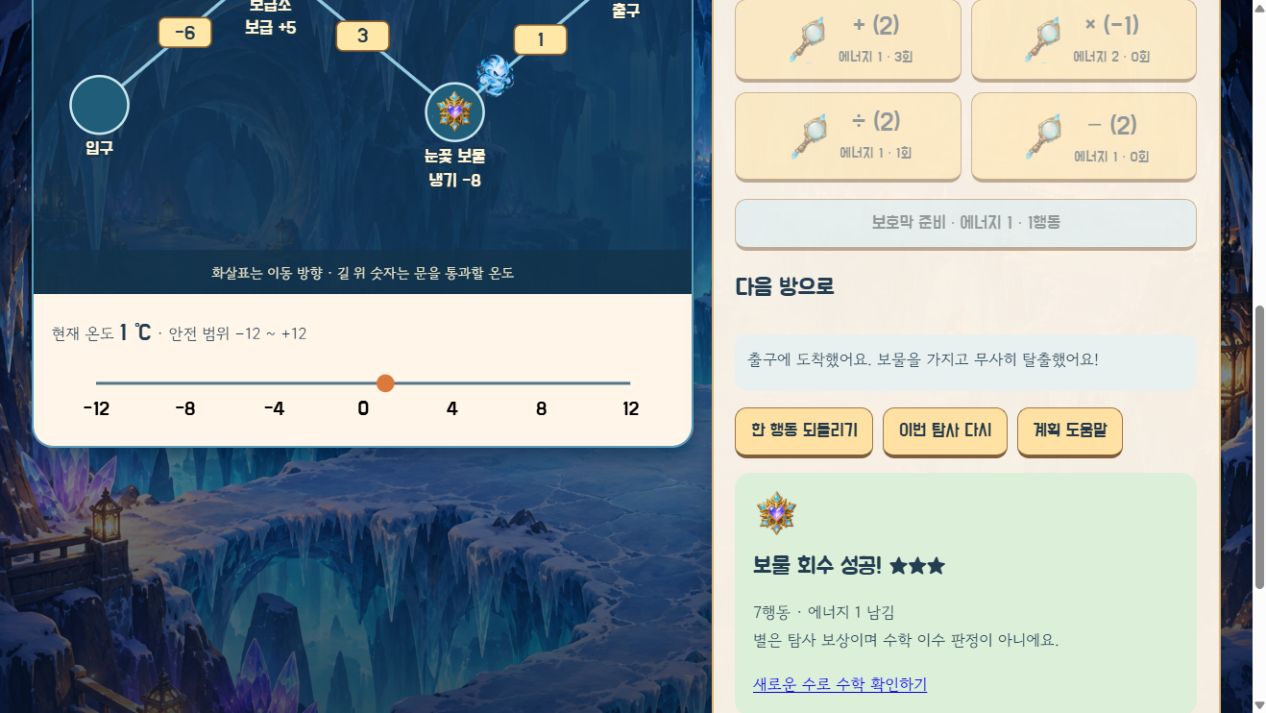 보급소
보급 +5
출구
-6
3
1
입구
눈꽃 보물
냉기 -8
화살표는 이동 방향 · 길 위 숫자는 문을 통과할 온도
현재 온도 1 ℃ · 안전 범위 −12 ~ +12
-12 -8 -4 0 4 8 12
+ (2)
에너지 1 · 3회
× (-1)
에너지 2 · 0회
÷ (2)
에너지 1 · 1회
− (2)
에너지 1 · 0회
보호막 준비 · 에너지 1 · 1행동
다음 방으로
출구에 도착했어요. 보물을 가지고 무사히 탈출했어요!
한 행동 되돌리기
이번 탐사 다시
계획 도움말
보물 회수 성공! ★★★
7행동 · 에너지 1 남김
별은 탐사 보상이며 수학 이수 판정이 아니에요.
새로운 수로 수학 확인하기